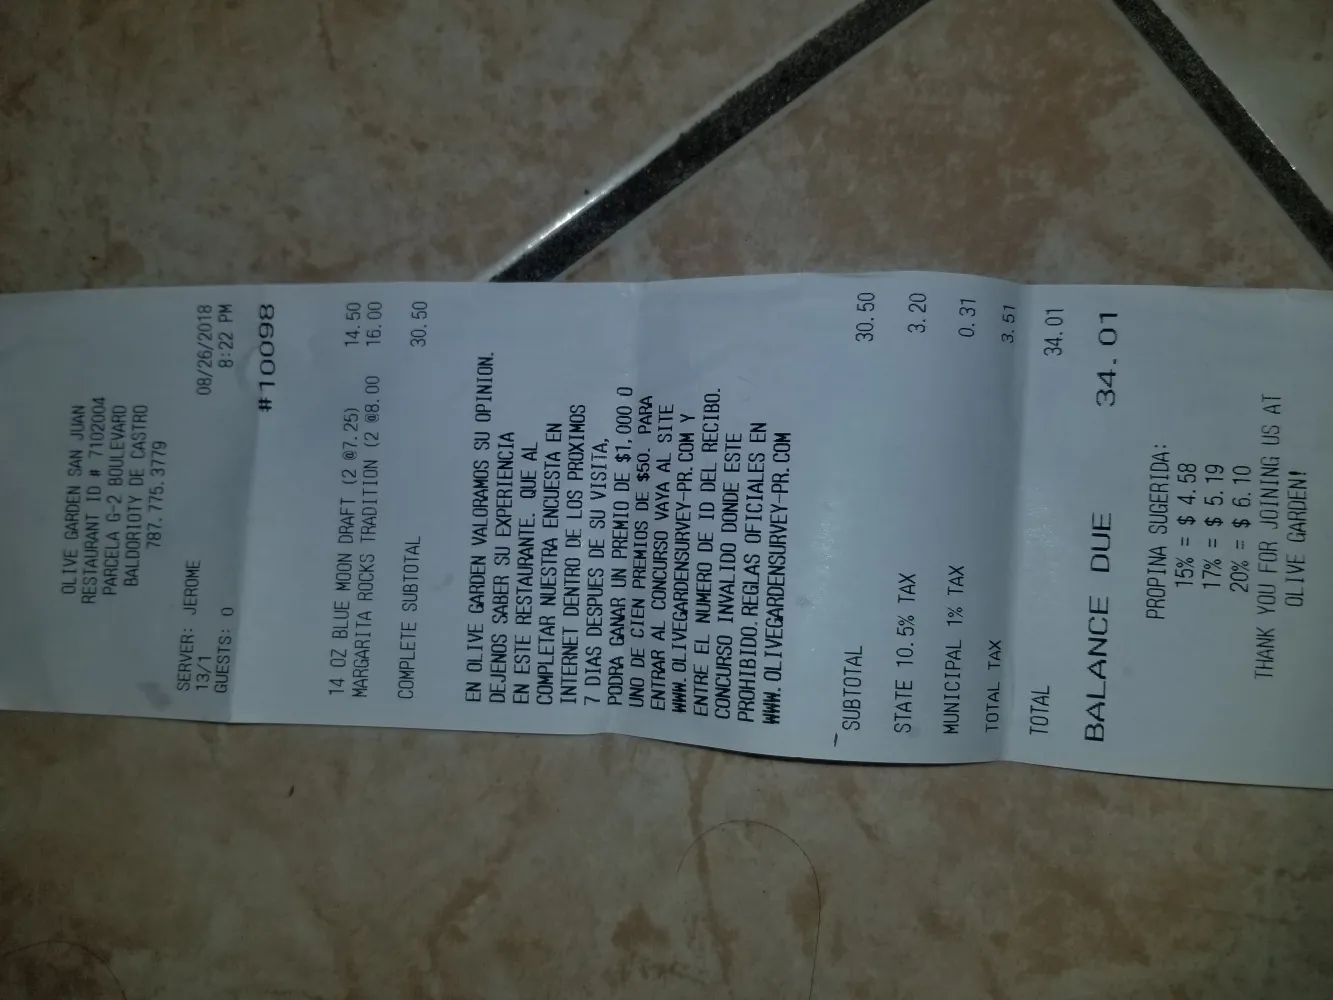 OLIVE GARDEN SAN JUAN
RESTAURANT ID # 7102004
PARCELA G-2 BOULEVARD
BALDORIOTY DE CASTRO
787.775.3779
SERVER: JEROME 08/26/2018
13/1 8:22 PM
GUESTS: 0
#10098
14 OZ BLUE MOON DRAFT (2 @7.25) 14.50
MARGARITA ROCKS TRADITION (2 @8.00 16.00
COMPLETE SUBTOTAL 30.50
EN OLIVE GARDEN VALORAMOS SU OPINION.
DEJENOS SABER SU EXPERIENCIA
EN ESTE RESTAURANTE. QUE AL
COMPLETAR NUESTRA ENCUESTA EN
INTERNET DENTRO DE LOS PROXIMOS
7 DIAS DESPUES DE SU VISITA,
PODRA GANAR UN PREMIO DE $1,000 O
UNO DE CIEN PREMIOS DE $50. PARA
ENTRAR AL CONCURSO VAYA AL SITE
WWW.OLIVEGARDENSURVEY-PR.COM Y
ENTRE EL NUMERO DE ID DEL RECIBO.
CONCURSO INVALIDO DONDE ESTE
PROHIBIDO.REGLAS OFICIALES EN
WWW.OLIVEGARDENSURVEY-PR.COM
SUBTOTAL 30.50
STATE 10.5% TAX 3.20
MUNICIPAL 1% TAX 0.31
TOTAL TAX 3.51
TOTAL 34.01
BALANCE DUE 34.01
PROPINA SUGERIDA:
15% = $ 4.58
17% = $ 5.19
20% = $ 6.10
THANK YOU FOR JOINING US AT
OLIVE GARDEN!